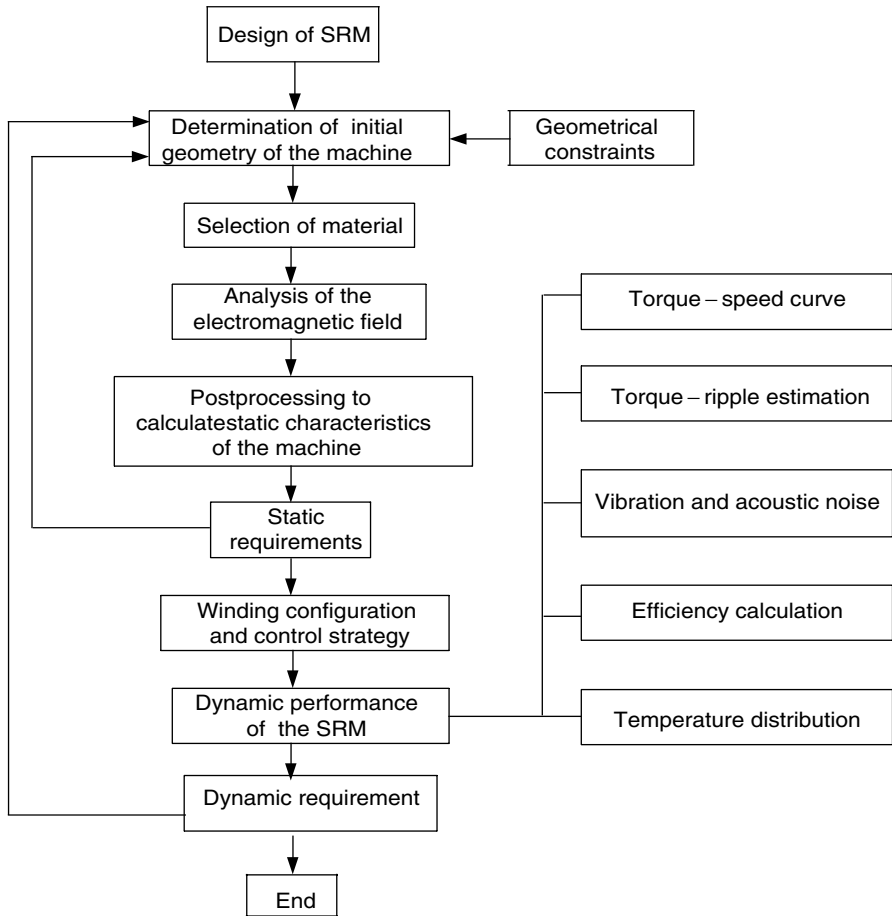 Design of SRM
Determination of initial
geometry of the machine
Geometrical
constraints
Selection of material
Analysis of the
electromagnetic field
Postprocessing to
calculatestatic characteristics
of the machine
Static
requirements
Winding configuration
and control strategy
Dynamic performance
of the SRM
Dynamic requirement
End
Torque – speed curve
Torque – ripple estimation
Vibration and acoustic noise
Efficiency calculation
Temperature distribution